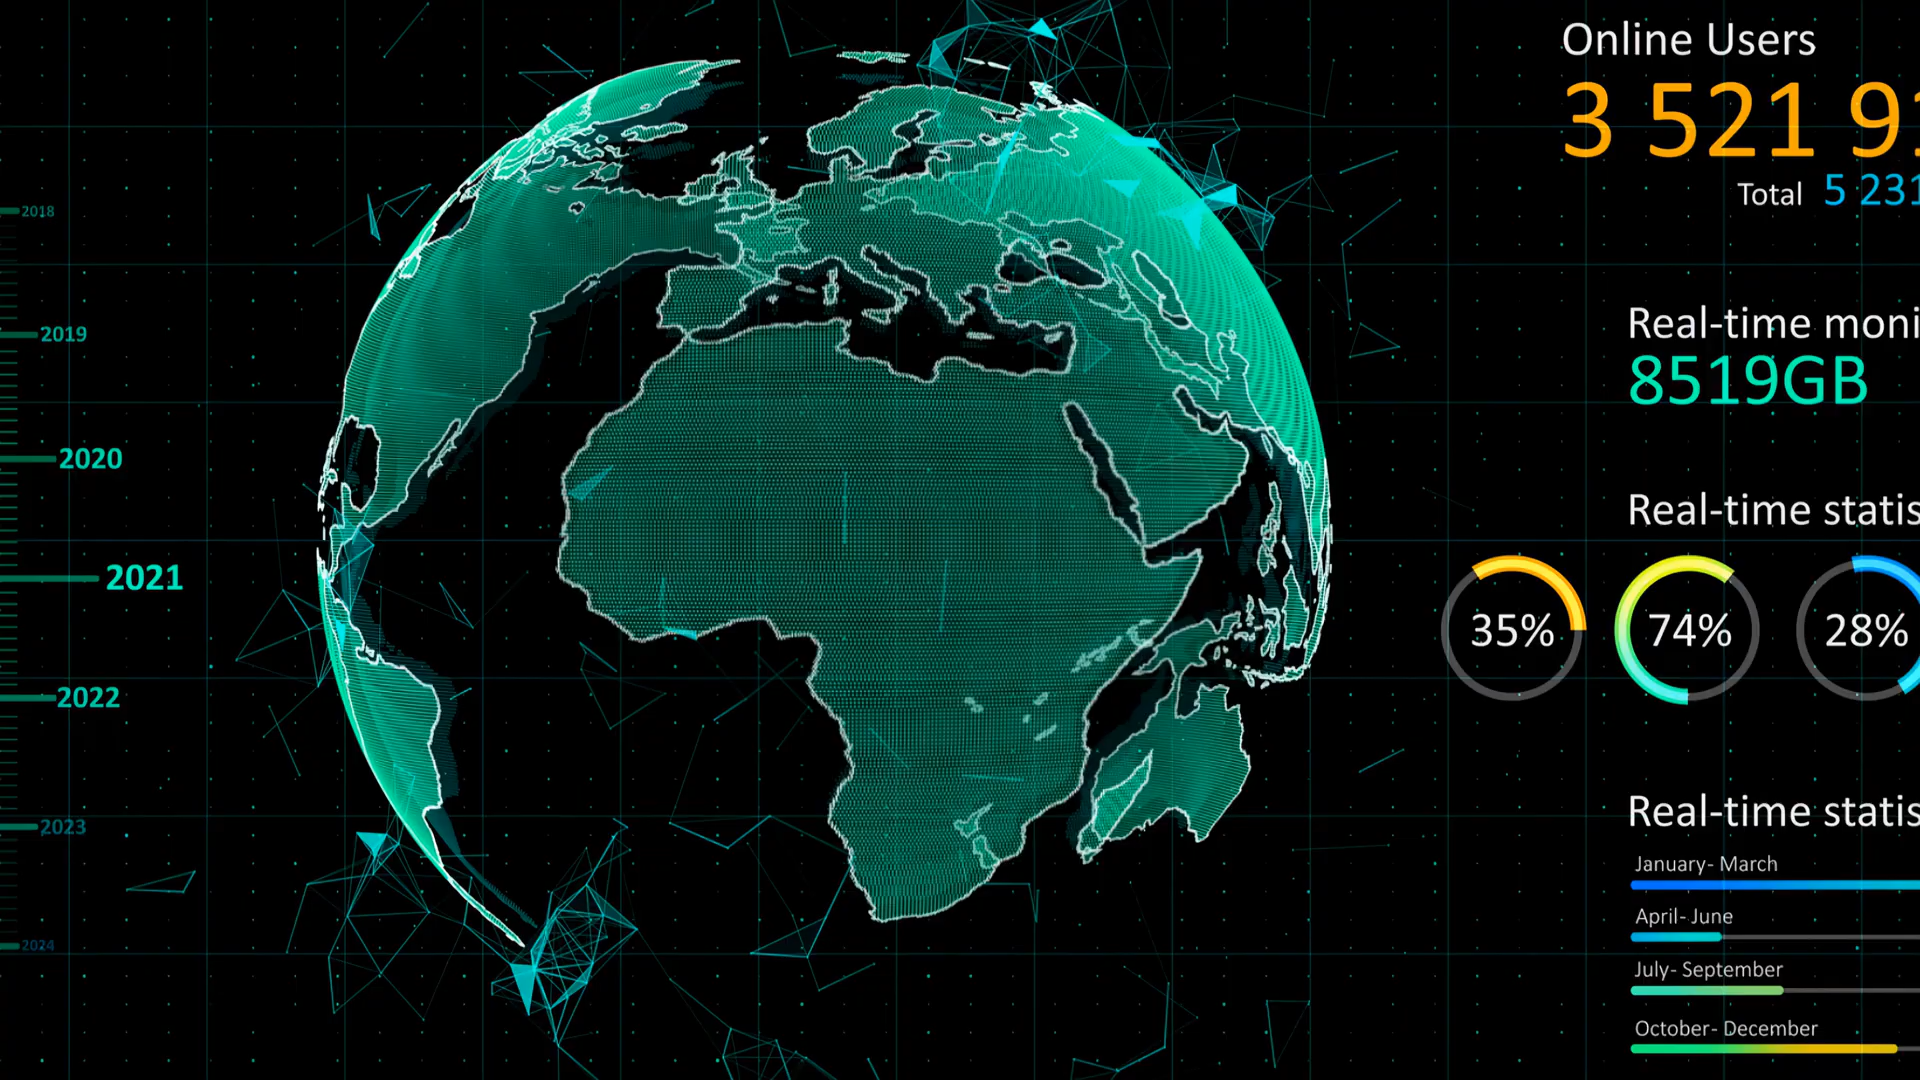 2018
2019
2020
2021
2022
2023
2024
Online Users
3 521 9
Total 5 231
Real-time moni
8519GB
Real-time statis
35% 74% 28%
Real-time statis
January- March
April- June
July- September
October- December